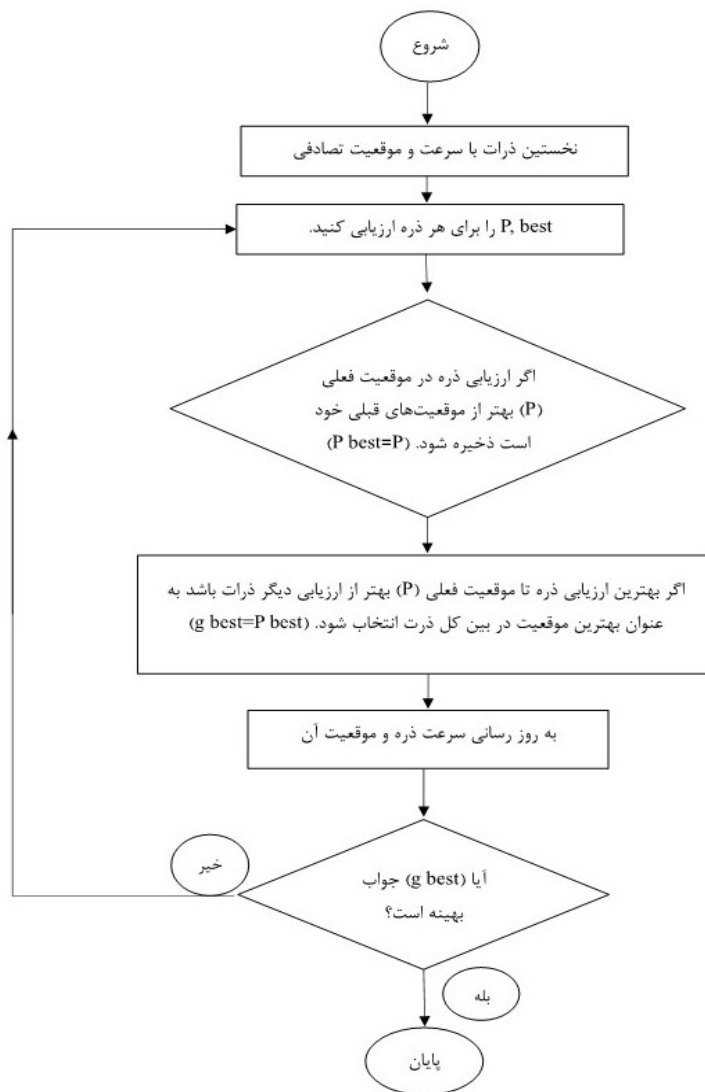 شروع
نخستین ذرات با سرعت و موقعیت تصادفی
P, best را برای هر ذره ارزیابی کنید.
اگر ارزیابی ذره در موقعیت فعلی
(P) بهتر از موقعیت‌های قبلی خود
است ذخیره شود. (P best=P)
اگر بهترین ارزیابی ذره تا موقعیت فعلی (P) بهتر از ارزیابی دیگر ذرات باشد به
عنوان بهترین موقعیت در بین کل ذرت انتخاب شود. (g best=P best)
به روز رسانی سرعت ذره و موقعیت آن
خیر
آیا (g best) جواب
بهینه است؟
بله
پایان